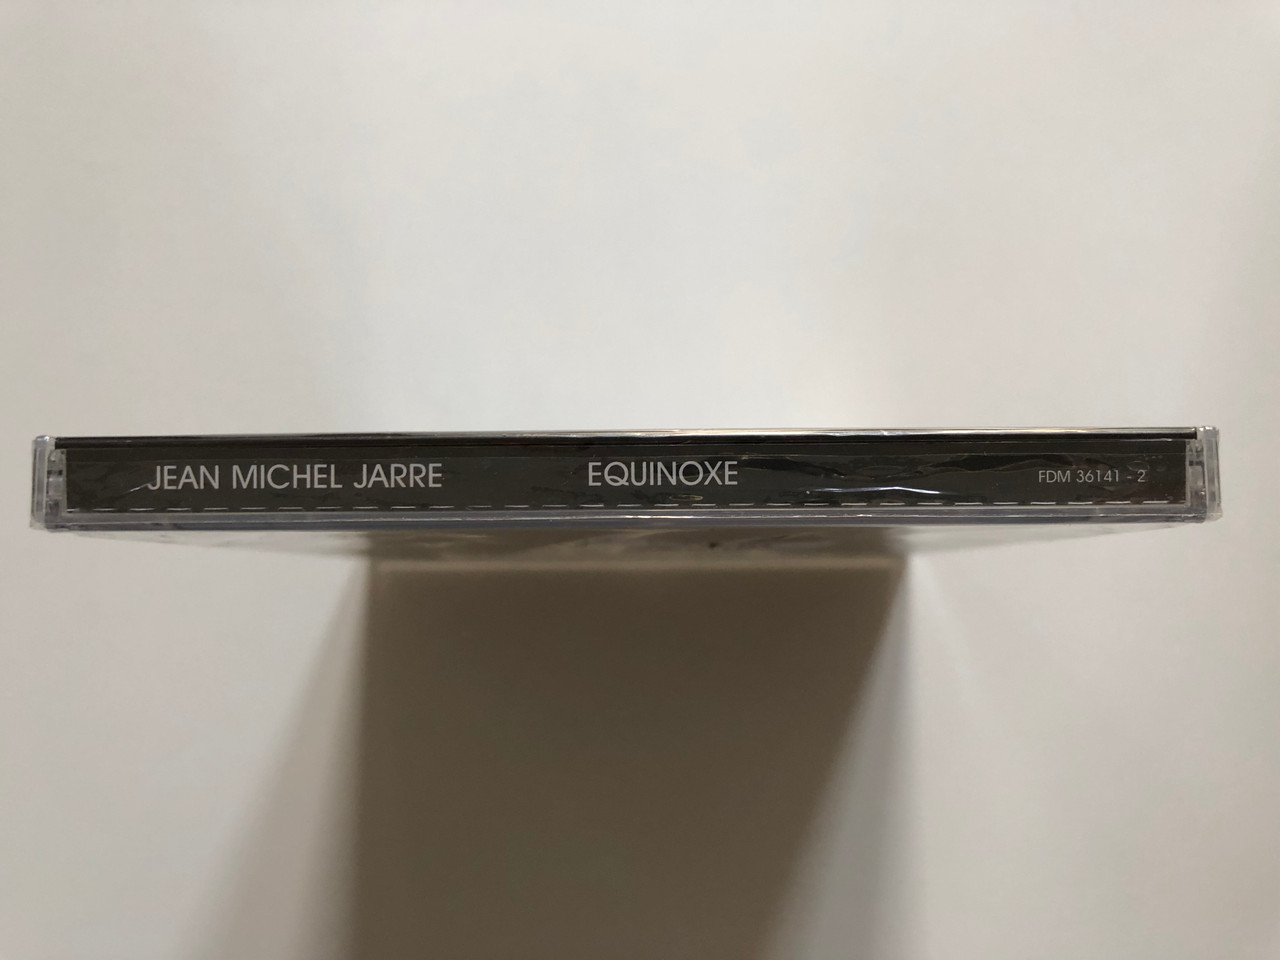 JEAN MICHEL JARRE EQUINOXE FDM 36141 - 2